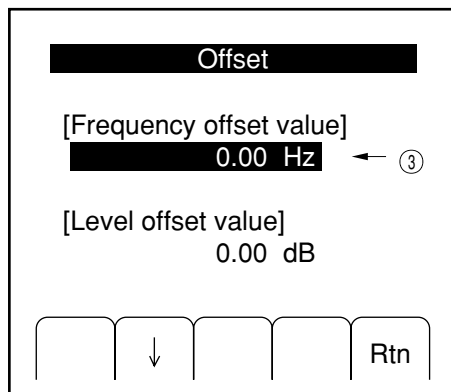 Offset
[Frequency offset value]
0.00 Hz ← ③
[Level offset value]
0.00 dB
↓ Rtn